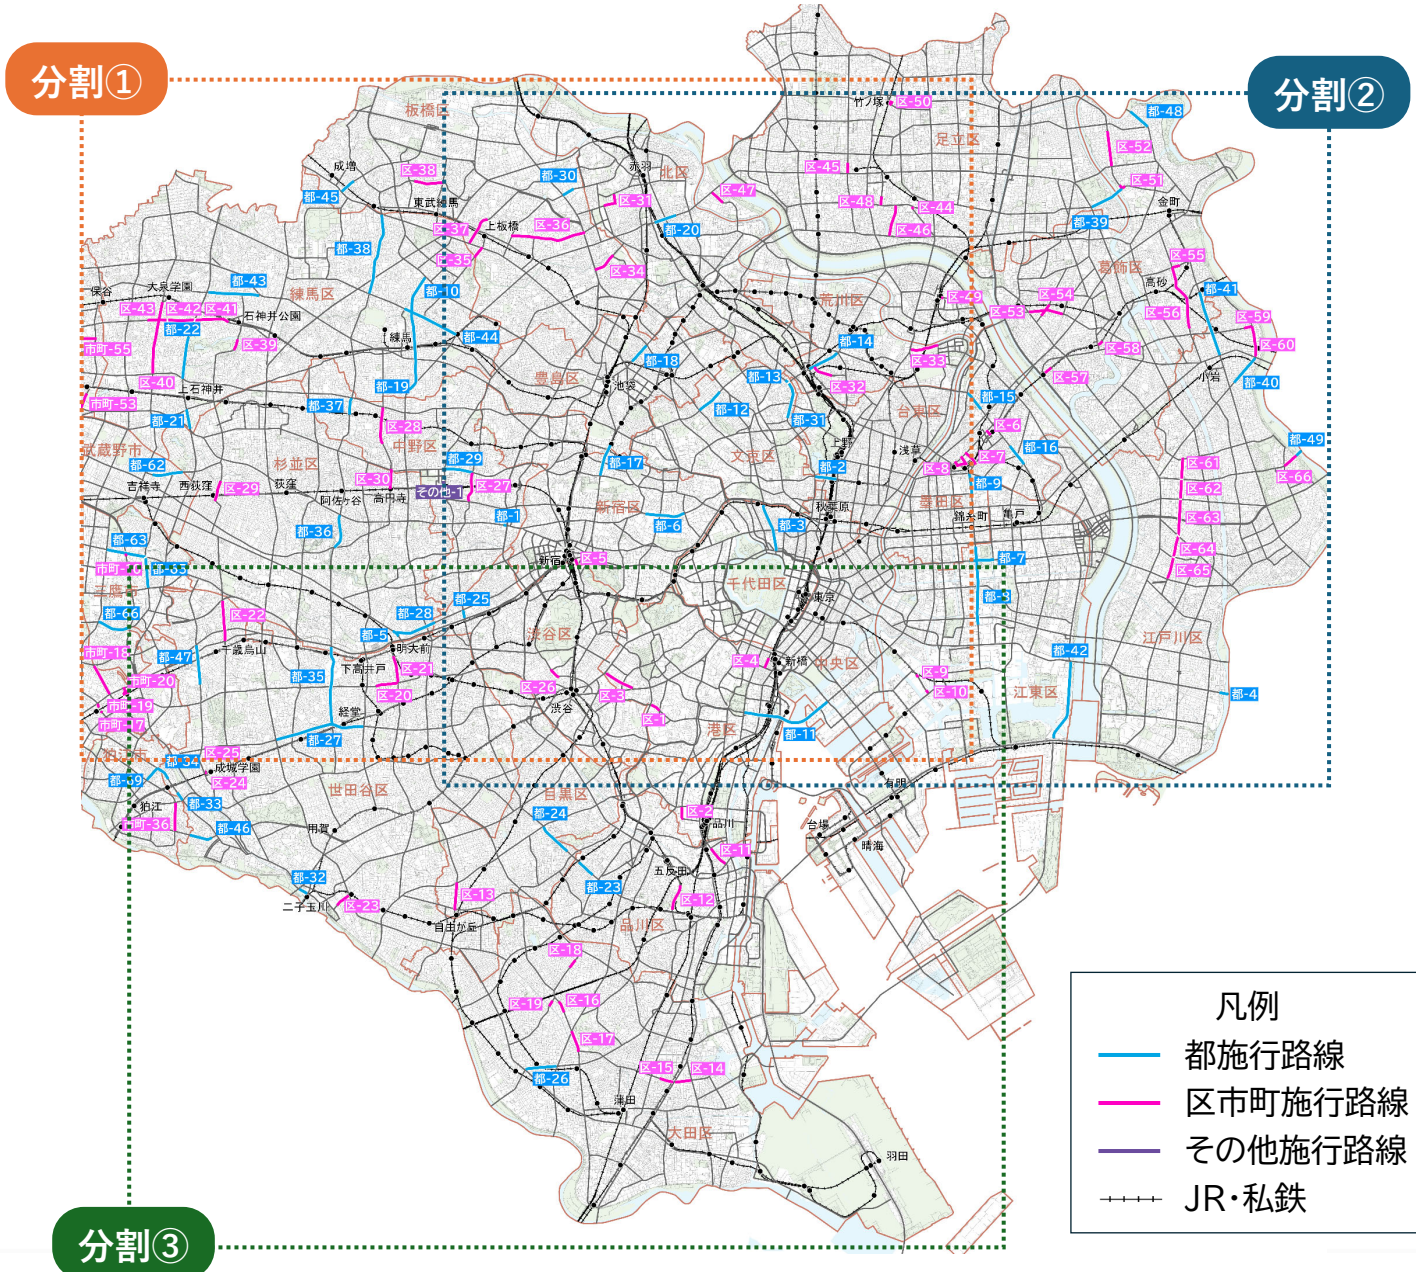 分割①
分割②
板橋区
竹ノ塚
区-50
足立区
都-48
成増
区-38
都-30
赤羽
北区
区-45
区-52
都-45
東武練馬
区-31
区-47
区-51
区-48
区-44
金町
区-37
上板橋
区-36
都-20
区-46
都-39
都-38
区-35
区-34
葛飾区
区-55
都-43
練馬区
都-10
荒川区
区-49
区-54
高砂
都-41
保谷
大泉学園
区-43
区-42
区-41
石神井公園
区-53
区-56
区-59
都-22
区-39
練馬
都-44
都-14
市町-55
都-18
区-33
区-58
区-60
区-40
上石神井
都-19
豊島区
池袋
都-13
区-32
区-57
小岩
都-40
市町-53
都-37
都-12
都-31
台東区
都-15
都-21
区-28
中野区
上野
区-6
武蔵野市
都-62
杉並区
都-29
都-17
文京区
都-2
浅草
区-8
区-7
都-16
都-49
吉祥寺
西荻窪
区-29
荻窪
区-30
高円寺
阿佐ヶ谷
その他-1
区-27
都-9
区-61
区-66
区-62
都-1
新宿区
都-6
都-3
秋葉原
墨田区
錦糸町
亀戸
区-63
都-36
都-63
新宿
区-5
都-7
区-64
都-65
千代田区
区-65
三鷹市
東京
都-66
区-22
都-28
都-25
渋谷区
江戸川区
都-5
明大前
都-42
市町-18
都-47
千歳烏山
下高井戸
区-21
区-4
新橋
中央区
区-9
都-35
区-20
区-26
区-3
区-10
江東区
都-4
市町-20
市町-19
渋谷
区-1
市町-17
経堂
都-27
港区
都-11
狛江市
区-25
成城学園
区-24
世田谷区
目黒区
有明
狛江
都-33
都-24
区-2
品川
台場
市町-36
都-46
用賀
晴海
区-11
五反田
都-32
都-23
二子玉川
区-23
区-13
区-12
自由が丘
品川区
区-18
区-19
区-16
区-17
区-15
区-14
都-26
蒲田
大田区
羽田
分割③
凡例
都施行路線
区市町施行路線
その他施行路線
JR・私鉄